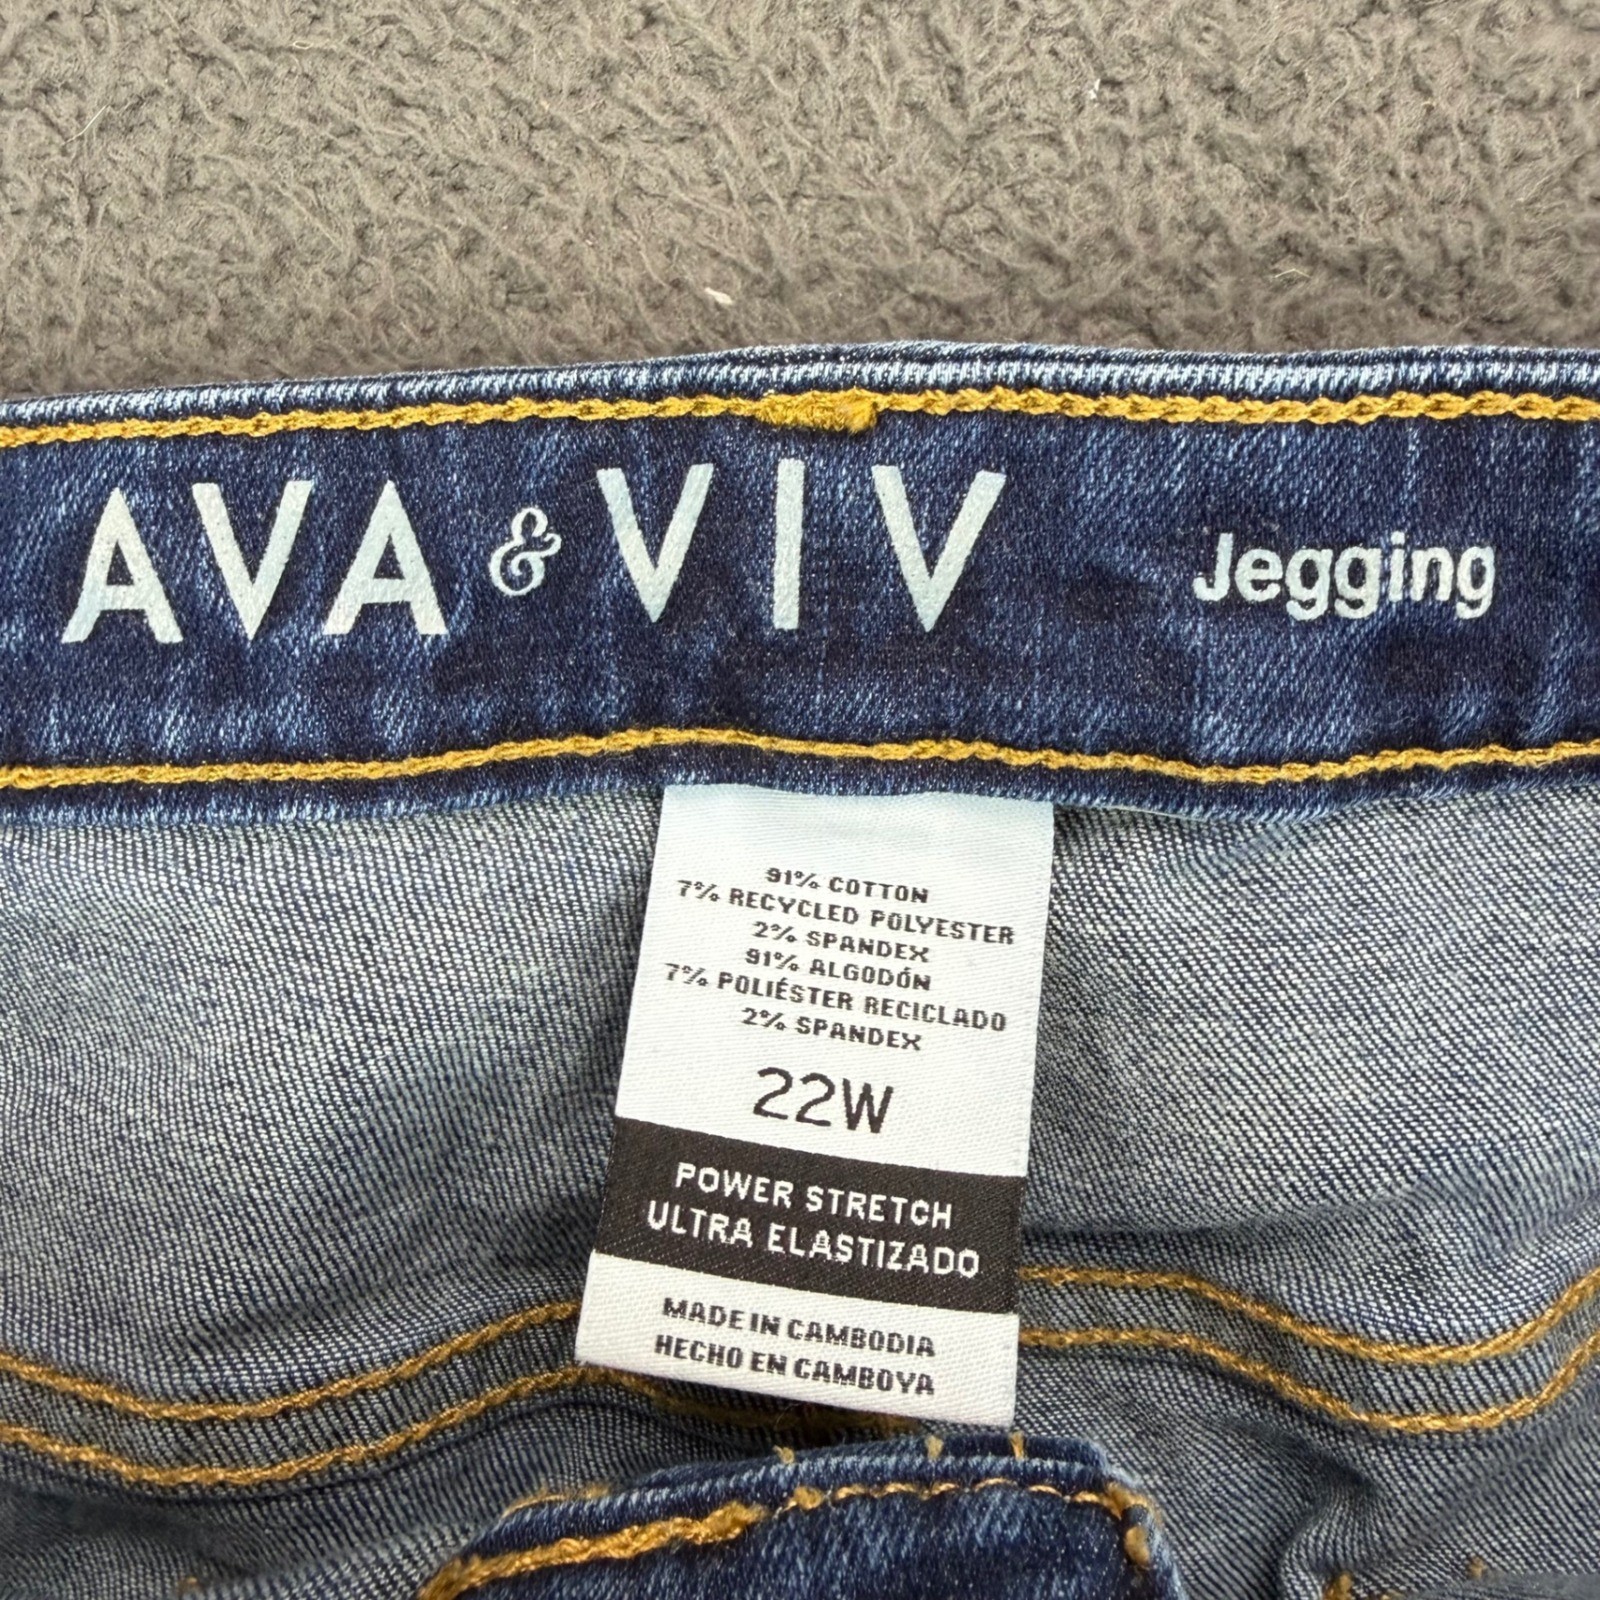 AVA & VIV Jegging
91% COTTON
7% RECYCLED POLYESTER
2% SPANDEX
91% ALGODÓN
7% POLIÉSTER RECICLADO
2% SPANDEX
22W
POWER STRETCH
ULTRA ELASTIZADO
MADE IN CAMBODIA
HECHO EN CAMBOYA